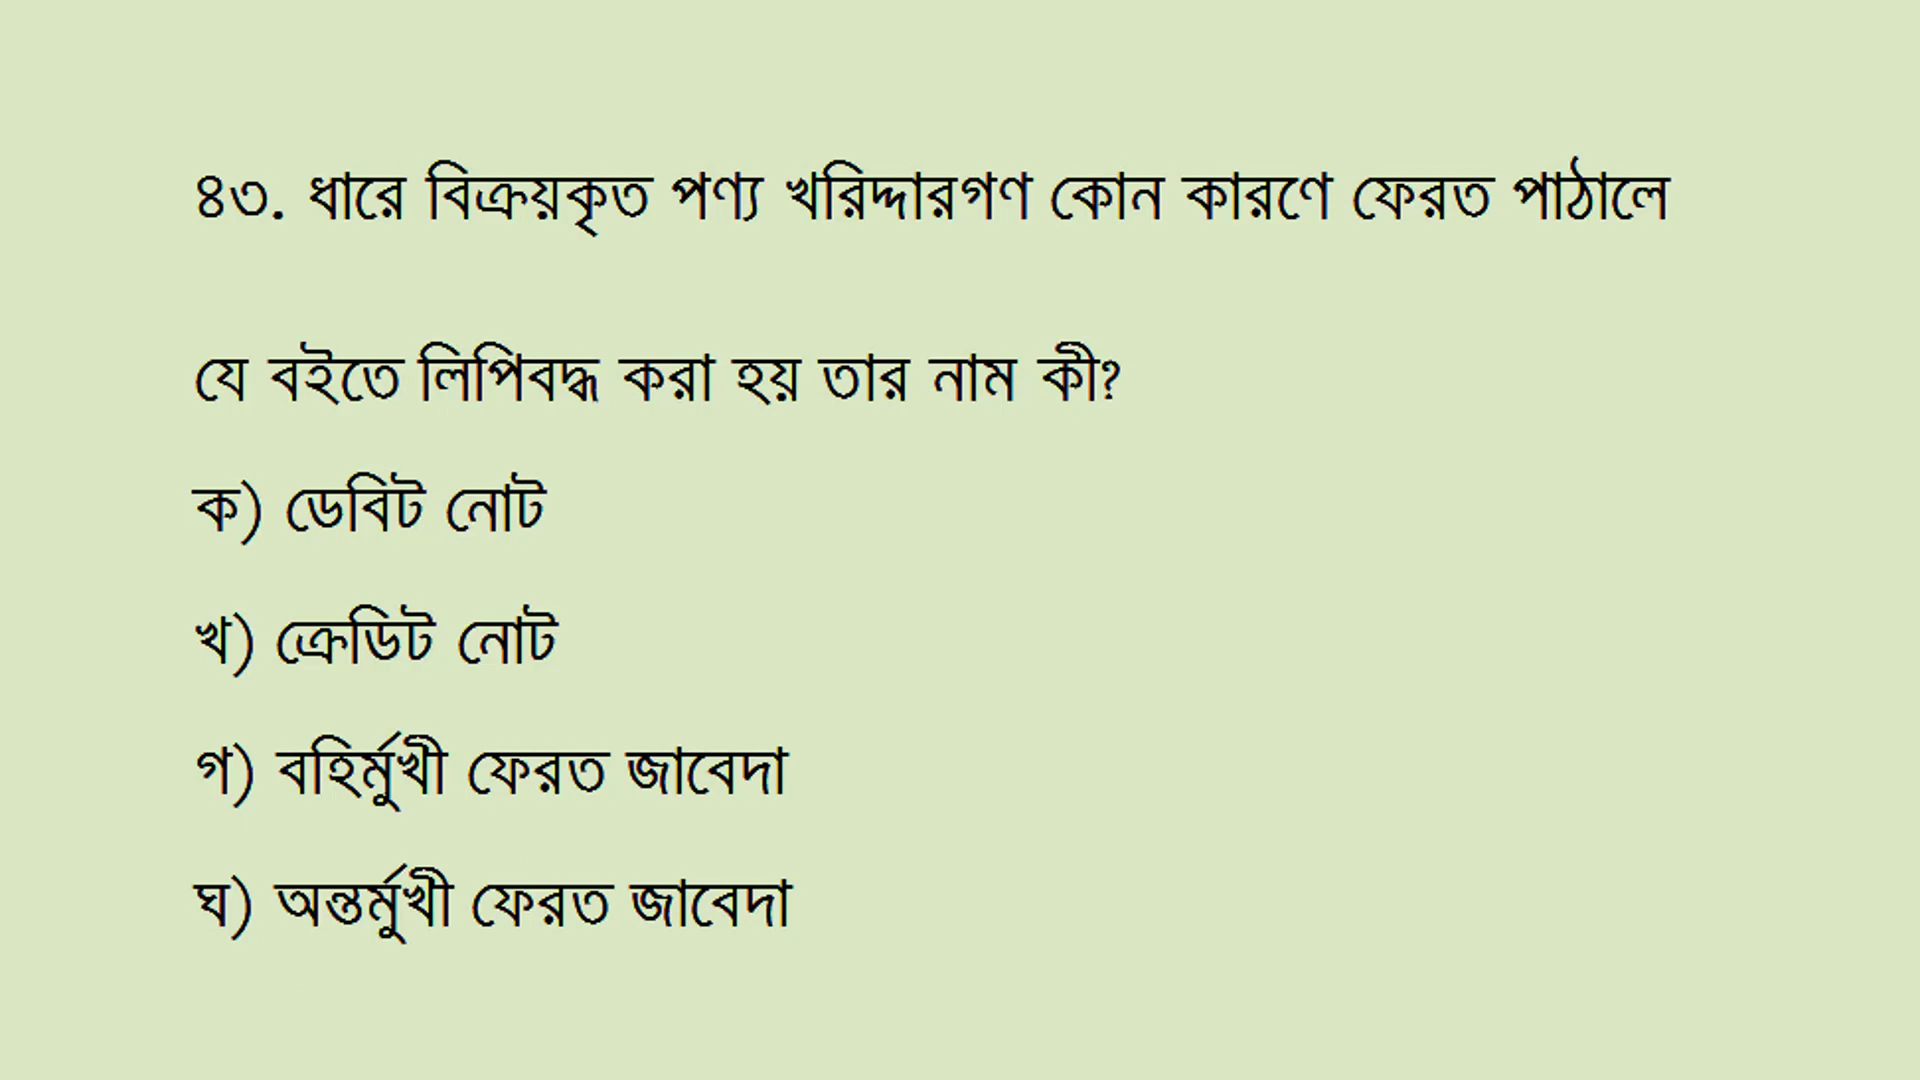 ৪৩. ধারে বিক্রয়কৃত পণ্য খরিদ্দারগণ কোন কারণে ফেরত পাঠালে
যে বইতে লিপিবদ্ধ করা হয় তার নাম কী?
ক) ডেবিট নোট
খ) ক্রেডিট নোট
গ) বহির্মুখী ফেরত জাবেদা
ঘ) অন্তর্মুখী ফেরত জাবেদা